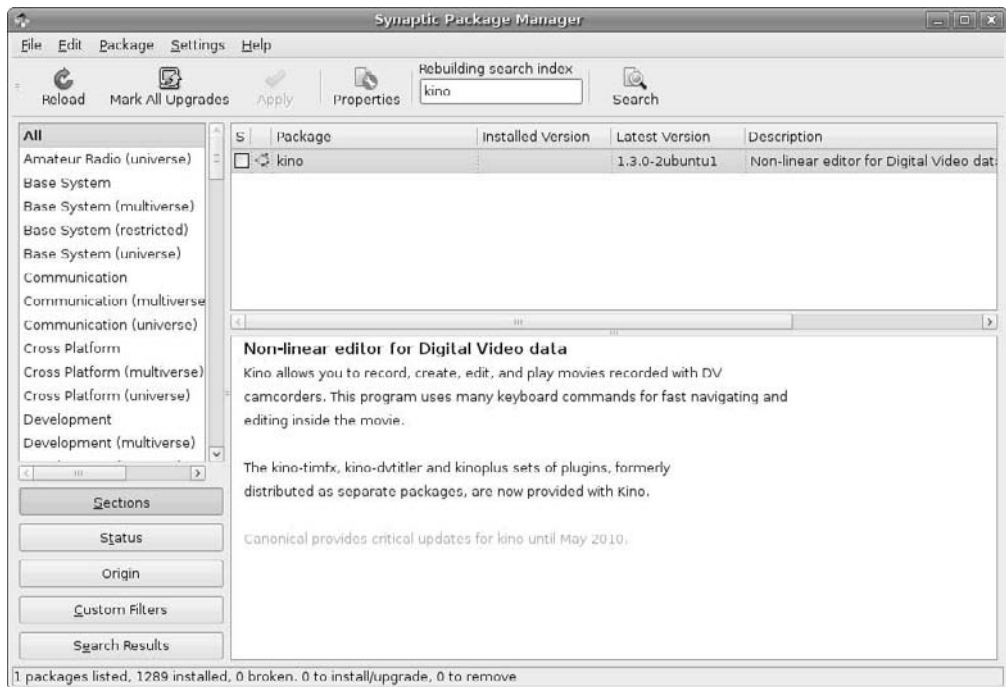 Synaptic Package Manager
File Edit Package Settings Help
Rebuilding search index
kino
Reload Mark All Upgrades Apply Properties Search
All
Amateur Radio (universe)
Base System
Base System (multiverse)
Base System (restricted)
Base System (universe)
Communication
Communication (multiverse
Communication (universe)
Cross Platform
Cross Platform (multiverse)
Cross Platform (universe)
Development
Development (multiverse)
Sections
Status
Origin
Custom Filters
Search Results
S Package Installed Version Latest Version Description
kino 1.3.0-2ubuntu1 Non-linear editor for Digital Video dat
Non-linear editor for Digital Video data
Kino allows you to record, create, edit, and play movies recorded with DV
camcorders. This program uses many keyboard commands for fast navigating and
editing inside the movie.
The kino-timfx, kino-dvtitler and kinoplus sets of plugins, formerly
distributed as separate packages, are now provided with Kino.
Canonical provides critical updates for kino until May 2010.
1 packages listed, 1289 installed, 0 broken. 0 to install/upgrade, 0 to remove